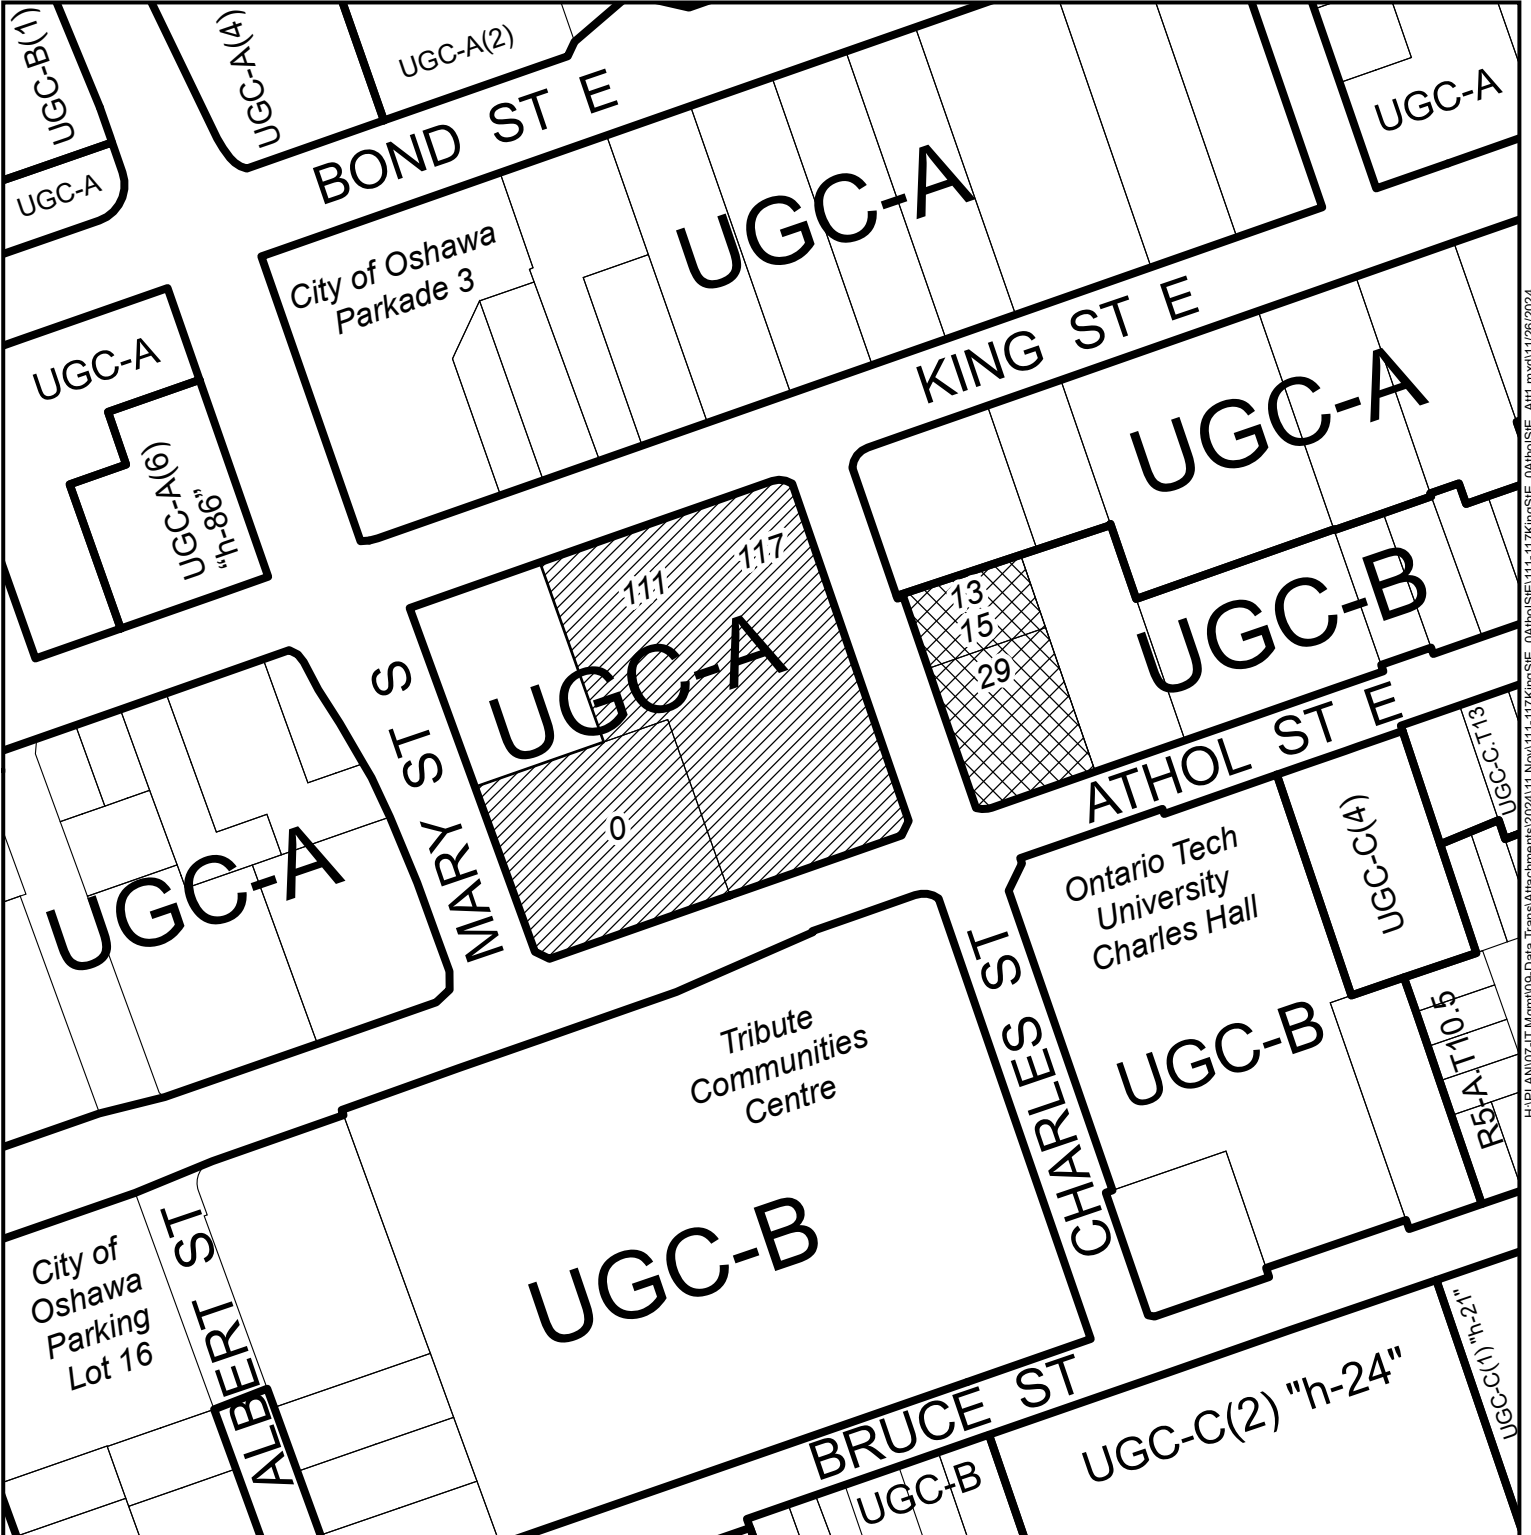 UGC-B(1)
UGC-A(4)
UGC-A(2)
UGC-A
BOND ST E
UGC-A
City of Oshawa
Parkade 3
UGC-A
KING ST E
UGC-A
UGC-A
UGC-A(6)
"h-86"
111
117
13
15
29
UGC-A
UGC-B
MARY ST S
ATHOL ST E
UGC-C.T13
0
UGC-A
Ontario Tech
University
Charles Hall
UGC-C(4)
CHARLES ST
Tribute
Communities
Centre
UGC-B
R5-A.T10.5
ALBERT ST
City of
Oshawa
Parking
Lot 16
UGC-B
BRUCE ST
UGC-B
UGC-C(2) "h-24"
UGC-C(1) "h-21"